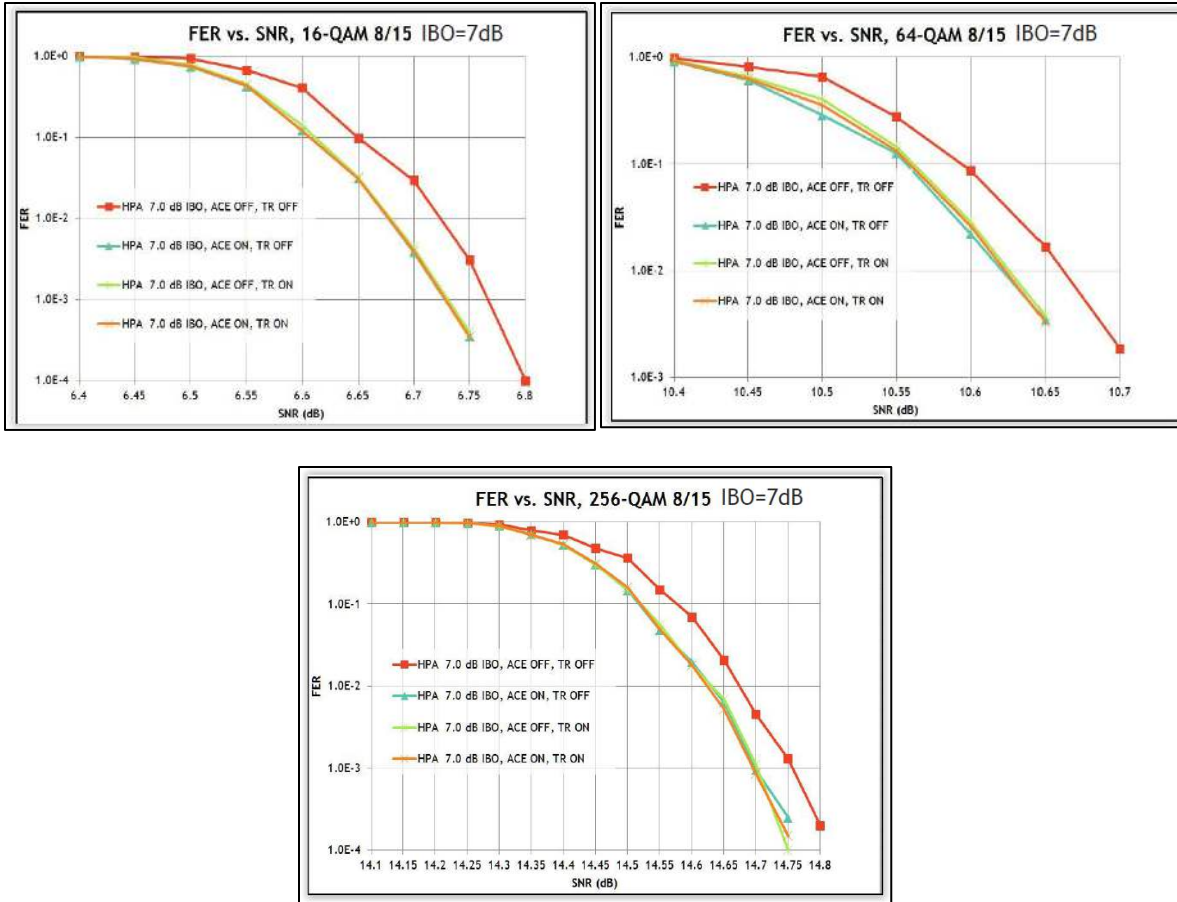 FER vs. SNR, 16-QAM 8/15 IBO=7dB
1.0E+0
1.0E-1
1.0E-2
1.0E-3
1.0E-4
FER
HPA 7.0 dB IBO, ACE OFF, TR OFF
HPA 7.0 dB IBO, ACE ON, TR OFF
HPA 7.0 dB IBO, ACE OFF, TR ON
HPA 7.0 dB IBO, ACE ON, TR ON
6.4 6.45 6.5 6.55 6.6 6.65 6.7 6.75 6.8
SNR (dB)
FER vs. SNR, 64-QAM 8/15 IBO=7dB
1.0E+0
1.0E-1
1.0E-2
1.0E-3
FER
HPA 7.0 dB IBO, ACE OFF, TR OFF
HPA 7.0 dB IBO, ACE ON, TR OFF
HPA 7.0 dB IBO, ACE OFF, TR ON
HPA 7.0 dB IBO, ACE ON, TR ON
10.4 10.45 10.5 10.55 10.6 10.65 10.7
SNR (dB)
FER vs. SNR, 256-QAM 8/15 IBO=7dB
1.0E+0
1.0E-1
1.0E-2
1.0E-3
1.0E-4
FER
HPA 7.0 dB IBO, ACE OFF, TR OFF
HPA 7.0 dB IBO, ACE ON, TR OFF
HPA 7.0 dB IBO, ACE OFF, TR ON
HPA 7.0 dB IBO, ACE ON, TR ON
14.1 14.15 14.2 14.25 14.3 14.35 14.4 14.45 14.5 14.55 14.6 14.65 14.7 14.75 14.8
SNR (dB)